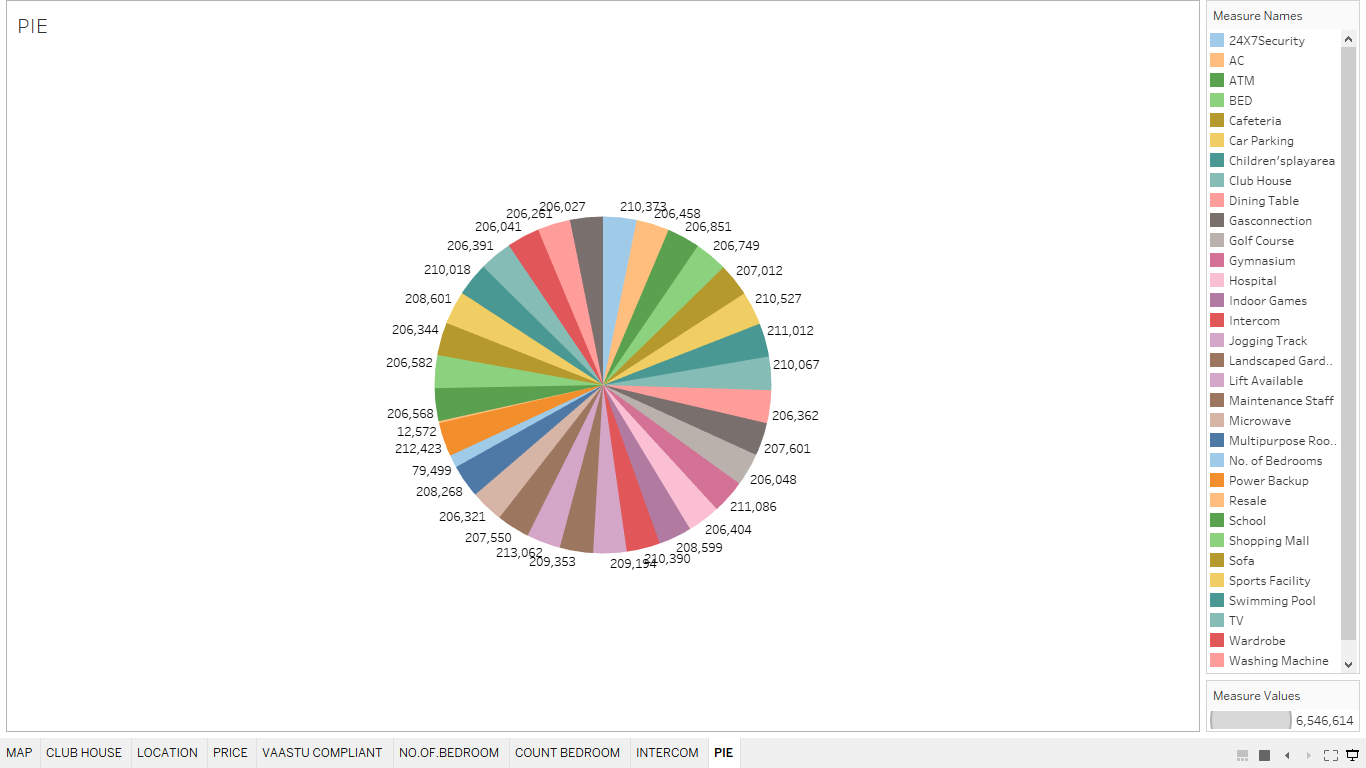 PIE
206,027
210,373
206,261
206,458
206,041
206,851
206,391
206,749
210,018
207,012
208,601
210,527
206,344
211,012
206,582
210,067
206,568
206,362
12,572
212,423
207,601
79,499
206,048
208,268
211,086
206,321
206,404
207,550
208,599
213,062
210,390
209,353
209,194
Measure Names
24X7Security
AC
ATM
BED
Cafeteria
Car Parking
Children'splayarea
Club House
Dining Table
Gasconnection
Golf Course
Gymnasium
Hospital
Indoor Games
Intercom
Jogging Track
Landscaped Gard..
Lift Available
Maintenance Staff
Microwave
Multipurpose Roo..
No. of Bedrooms
Power Backup
Resale
School
Shopping Mall
Sofa
Sports Facility
Swimming Pool
TV
Wardrobe
Washing Machine
Measure Values
6,546,614
MAP CLUB HOUSE LOCATION PRICE VAASTU COMPLIANT NO.OF.BEDROOM COUNT BEDROOM INTERCOM PIE